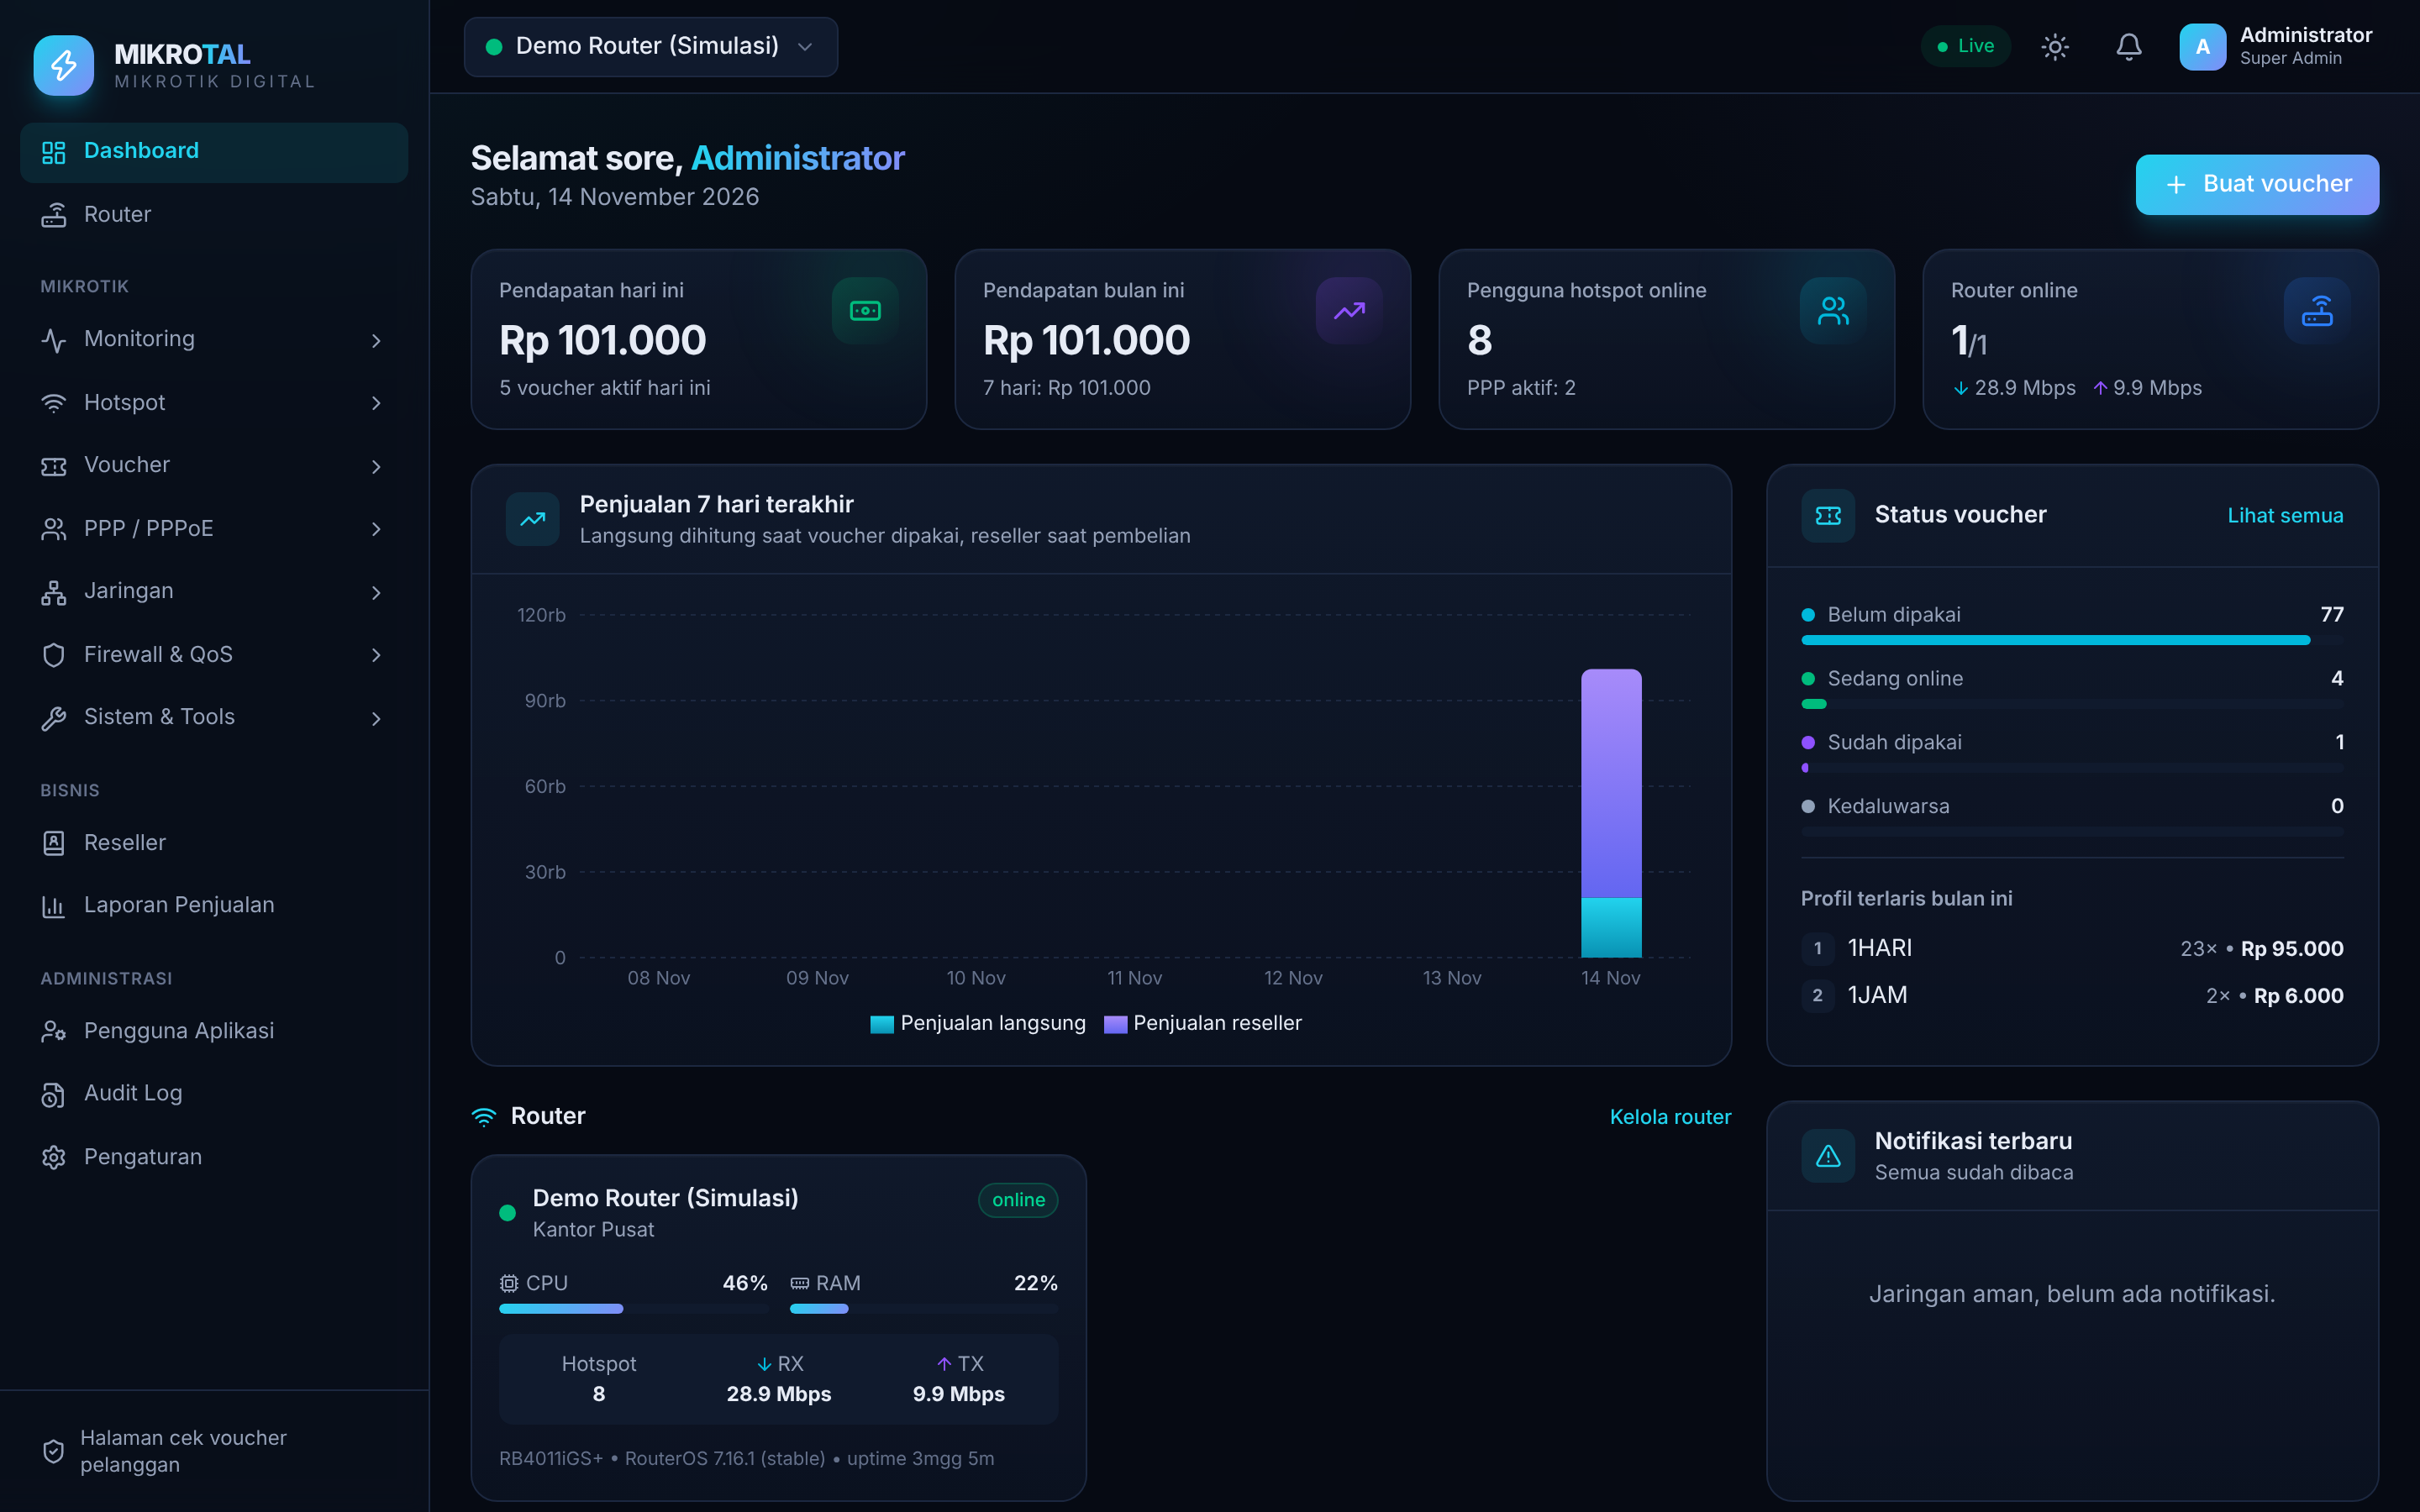 MIKROTAL
MIKROTIK DIGITAL
Dashboard
Router
MIKROTIK
Monitoring
Hotspot
Voucher
PPP / PPPoE
Jaringan
Firewall & QoS
Sistem & Tools
BISNIS
Reseller
Laporan Penjualan
ADMINISTRASI
Pengguna Aplikasi
Audit Log
Pengaturan
Halaman cek voucher
pelanggan
Demo Router (Simulasi)
Live
A
Administrator
Super Admin
Selamat sore, Administrator
Sabtu, 14 November 2026
Buat voucher
Pendapatan hari ini
Rp 101.000
5 voucher aktif hari ini
Pendapatan bulan ini
Rp 101.000
7 hari: Rp 101.000
Pengguna hotspot online
8
PPP aktif: 2
Router online
1/1
↓ 28.9 Mbps ↑ 9.9 Mbps
Penjualan 7 hari terakhir
Langsung dihitung saat voucher dipakai, reseller saat pembelian
120rb
90rb
60rb
30rb
0
08 Nov 09 Nov 10 Nov 11 Nov 12 Nov 13 Nov 14 Nov
Penjualan langsung Penjualan reseller
Status voucher
Lihat semua
Belum dipakai 77
Sedang online 4
Sudah dipakai 1
Kedaluwarsa 0
Profil terlaris bulan ini
1 1HARI 23× • Rp 95.000
2 1JAM 2× • Rp 6.000
Router
Kelola router
Demo Router (Simulasi)
online
Kantor Pusat
CPU 46% RAM 22%
Hotspot ↓ RX ↑ TX
8 28.9 Mbps 9.9 Mbps
RB4011iGS+ • RouterOS 7.16.1 (stable) • uptime 3mgg 5m
Notifikasi terbaru
Semua sudah dibaca
Jaringan aman, belum ada notifikasi.